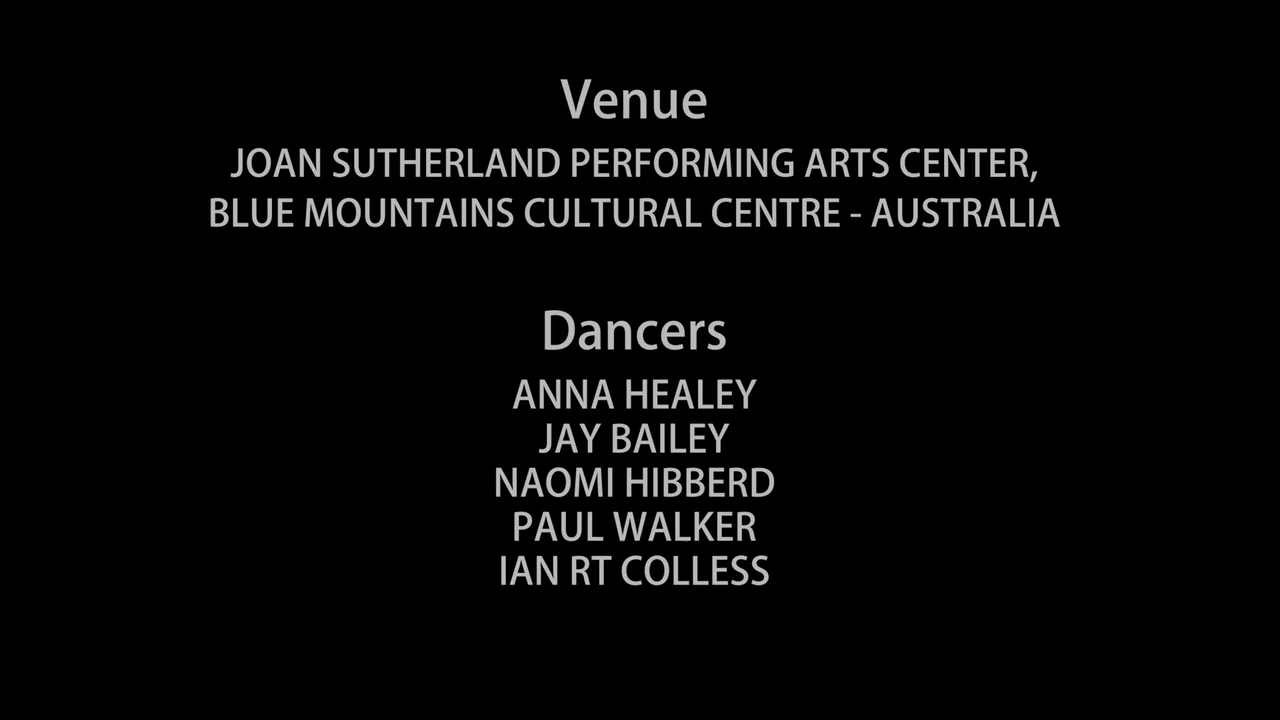 Venue
JOAN SUTHERLAND PERFORMING ARTS CENTER,
BLUE MOUNTAINS CULTURAL CENTRE - AUSTRALIA
Dancers
ANNA HEALEY
JAY BAILEY
NAOMI HIBBERD
PAUL WALKER
IAN RT COLLESS